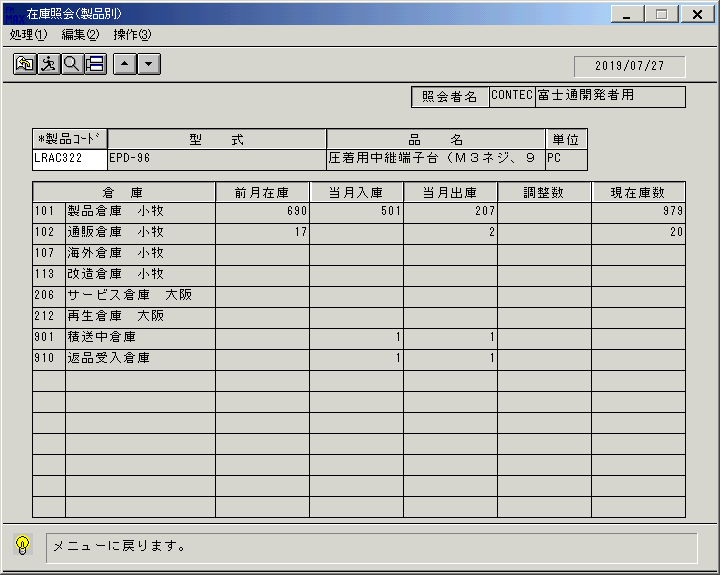 在庫照会(製品別)
処理(1) 編集(2) 操作(3)
2019/07/27
照会者名 CONTEC 富士通開発者用
*製品ｺｰﾄﾞ 型 式 品 名 単位
LRAC322 EPD-96 圧着用中継端子台（Ｍ３ネジ、９ PC
倉 庫 前月在庫 当月入庫 当月出庫 調整数 現在庫数
101 製品倉庫 小牧 690 501 207 979
102 通販倉庫 小牧 17 2 20
107 海外倉庫 小牧
113 改造倉庫 小牧
206 サービス倉庫 大阪
212 再生倉庫 大阪
901 積送中倉庫 1 1
910 返品受入倉庫 1 1
メニューに戻ります。